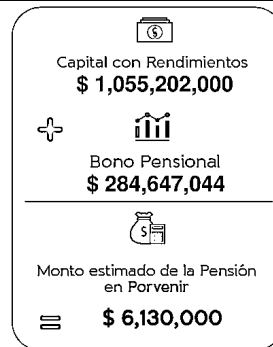 Capital con Rendimientos
$ 1,055,202,000
Bono Pensional
$ 284,647,044
Monto estimado de la Pensión
en Porvenir
= $ 6,130,000